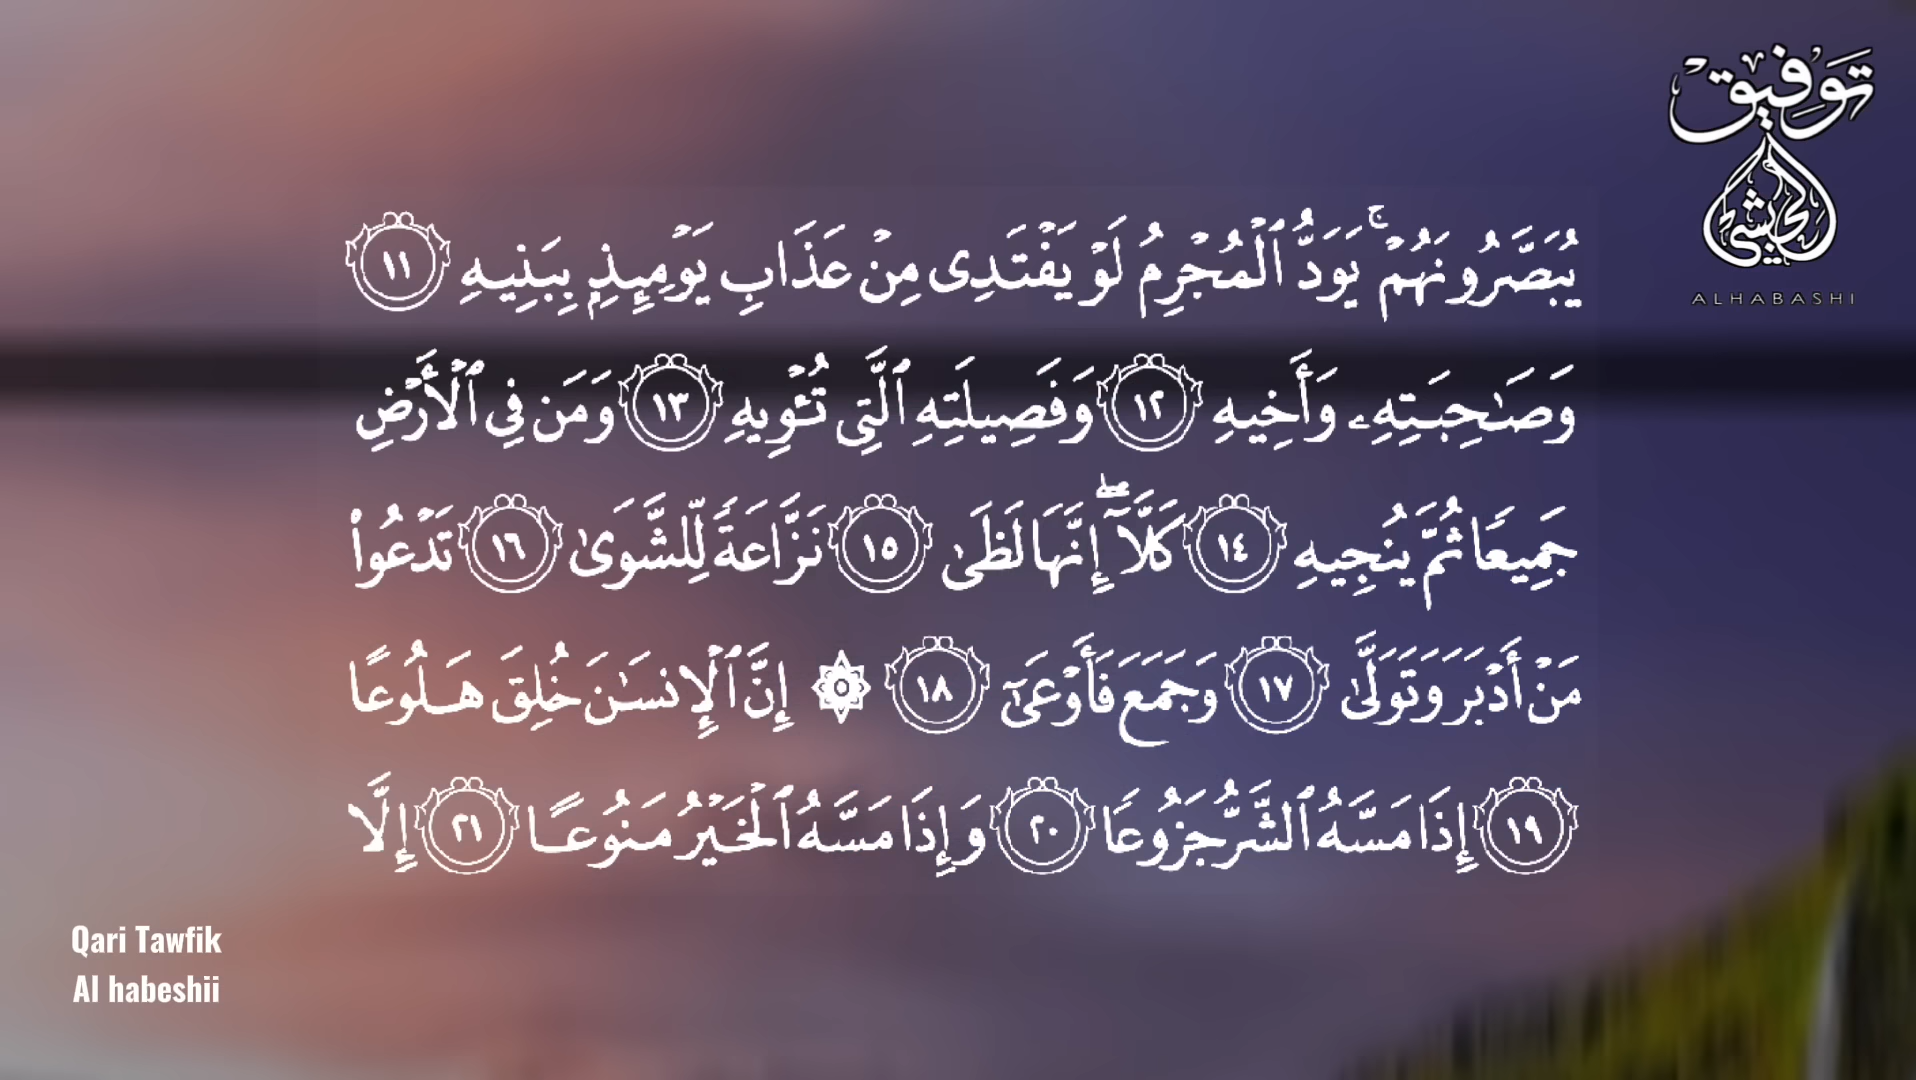 توفيق
الحبشي
ALHABASHI
يُبَصَّرُونَهُمْ ۚ يَوَدُّ ٱلْمُجْرِمُ لَوْ يَفْتَدِى مِنْ عَذَابِ يَوْمِئِذٍۭ بِبَنِيهِ ١١
وَصَـٰحِبَتِهِۦ وَأَخِيهِ ١٢ وَفَصِيلَتِهِ ٱلَّتِى تُـْٔوِيهِ ١٣ وَمَن فِى ٱلْأَرْضِ
جَمِيعًا ثُمَّ يُنجِيهِ ١٤ كَلَّآ ۖ إِنَّهَا لَظَىٰ ١٥ نَزَّاعَةً لِّلشَّوَىٰ ١٦ تَدْعُوا۟
مَنْ أَدْبَرَ وَتَوَلَّىٰ ١٧ وَجَمَعَ فَأَوْعَىٰٓ ١٨ ۞ إِنَّ ٱلْإِنسَـٰنَ خُلِقَ هَلُوعًا
١٩ إِذَا مَسَّهُ ٱلشَّرُّ جَزُوعًا ٢٠ وَإِذَا مَسَّهُ ٱلْخَيْرُ مَنُوعًا ٢١ إِلَّا
Qari Tawfik
Al habeshii